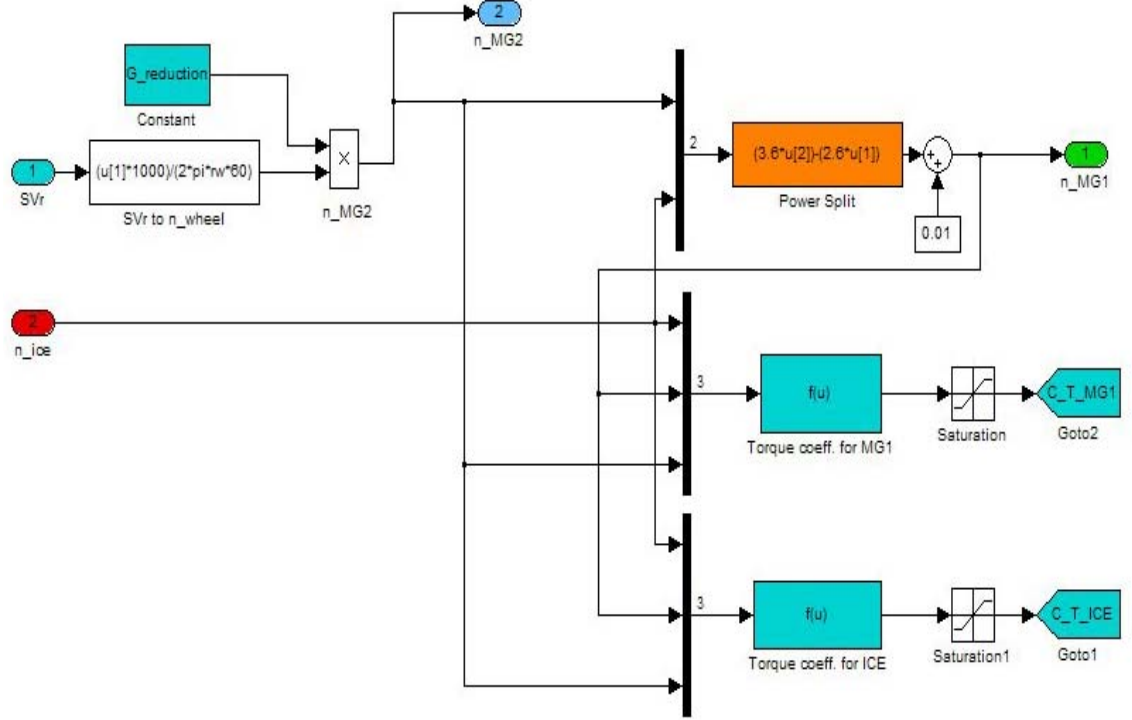 2
n_MG2
G_reduction
Constant
1
SVr
(u[1]*1000)/(2*pi*rw*60)
SVr to n_wheel
X
n_MG2
2
(3.6*u[2])-(2.6*u[1])
Power Split
+
+
0.01
1
n_MG1
2
n_ice
3
f(u)
Torque coeff. for MG1
Saturation
C_T_MG1
Goto2
3
f(u)
Torque coeff. for ICE
Saturation1
C_T_ICE
Goto1